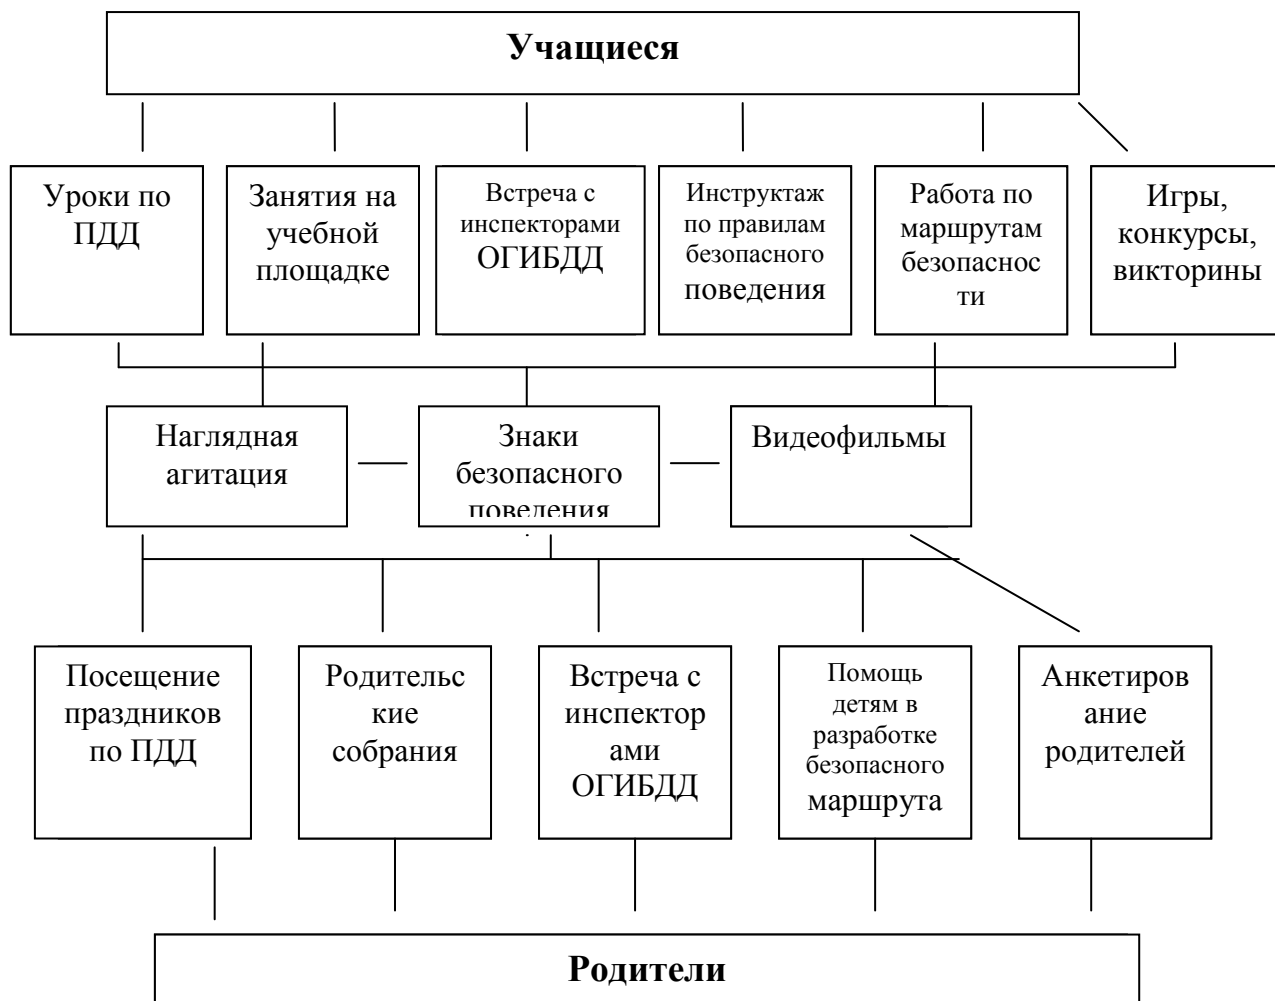 Учащиеся
Уроки по
ПДД
Занятия на
учебной
площадке
Встреча с
инспекторами
ОГИБДД
Инструктаж
по правилам
безопасного
поведения
Работа по
маршрутам
безопаснос
ти
Игры,
конкурсы,
викторины
Наглядная
агитация
Знаки
безопасного
поведения
Видеофильмы
Посещение
праздников
по ПДД
Родительс
кие
собрания
Встреча с
инспектор
ами
ОГИБДД
Помощь
детям в
разработке
безопасного
маршрута
Анкетиров
ание
родителей
Родители